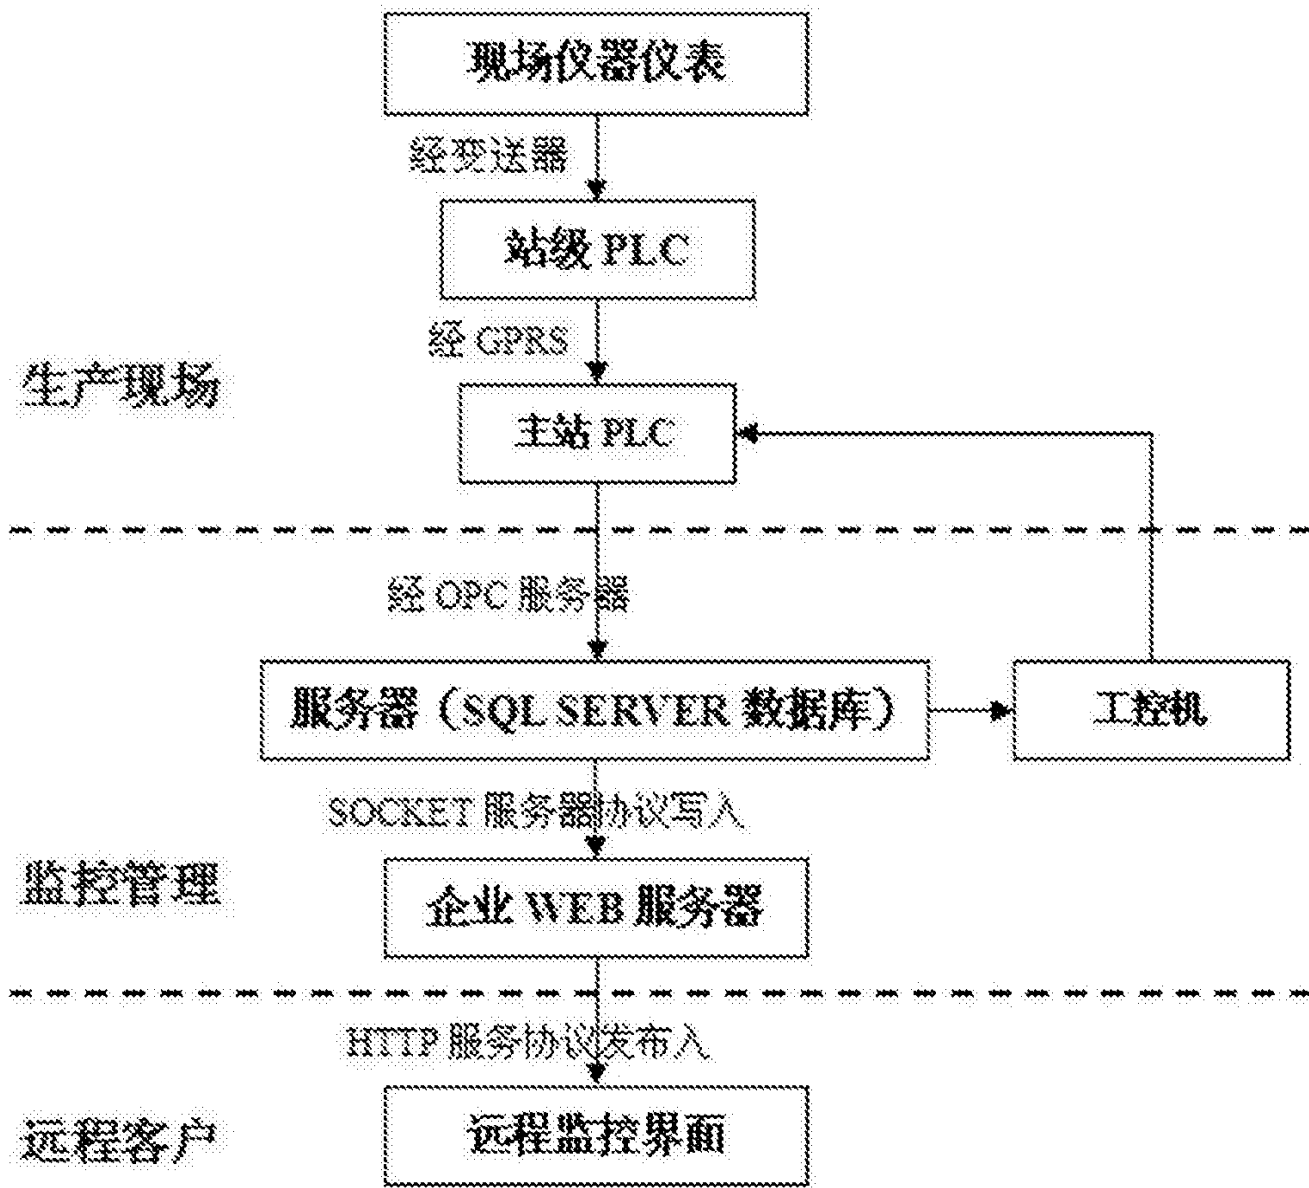 现场仪器仪表
经变送器
站级 PLC
经 GPRS
生产现场
主站 PLC
经 OPC 服务器
服务器（SQL SERVER 数据库）
工控机
SOCKET 服务器协议写入
监控管理
企业 WEB 服务器
HTTP 服务协议发布入
远程客户
远程监控界面